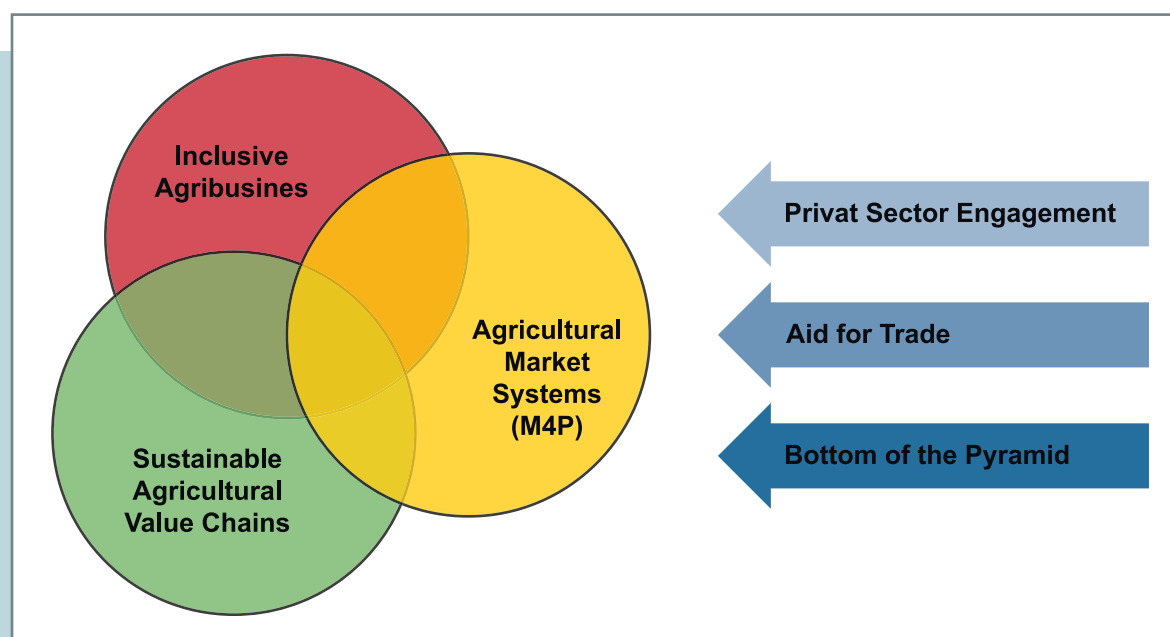 Inclusive
Agribusines
Agricultural
Market
Systems
(M4P)
Sustainable
Agricultural
Value Chains
Privat Sector Engagement
Aid for Trade
Bottom of the Pyramid